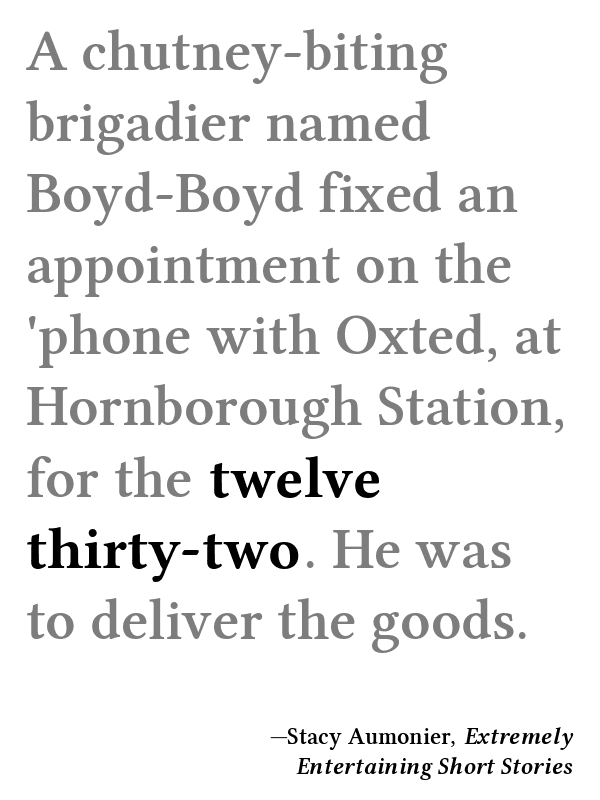 A chutney-biting
brigadier named
Boyd-Boyd fixed an
appointment on the
'phone with Oxted, at
Hornborough Station,
for the twelve
thirty-two. He was
to deliver the goods.
—Stacy Aumonier, Extremely
Entertaining Short Stories